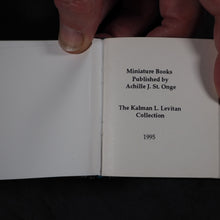 Miniature Books
Published by
Achille J. St. Onge
The Kalman L. Levitan
Collection
1995